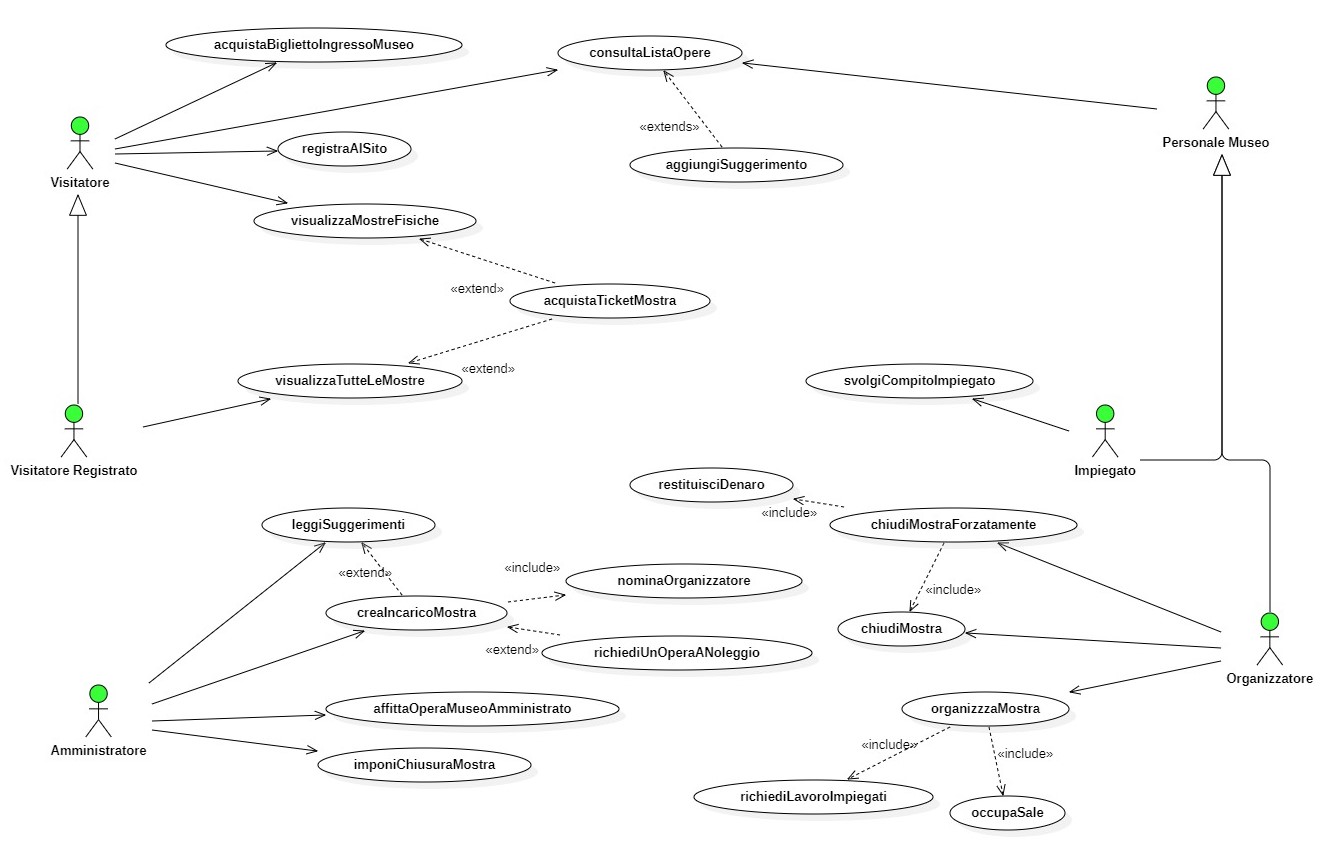 acquistaBigliettoIngressoMuseo
consultaListaOpere
«extends»
Personale Museo
registraAlSito
aggiungiSuggerimento
Visitatore
visualizzaMostreFisiche
«extend»
acquistaTicketMostra
«extend»
visualizzaTutteLeMostre
svolgiCompitoImpiegato
Visitatore Registrato
Impiegato
restituisciDenaro
«include»
leggiSuggerimenti
chiudiMostraForzatamente
«extend»
«include»
nominaOrganizzatore
«include»
creaIncaricoMostra
chiudiMostra
«extend»
richiediUnOperaANoleggio
Organizzatore
affittaOperaMuseoAmministrato
organizzzaMostra
Amministratore
«include»
«include»
imponiChiusuraMostra
richiediLavoroImpiegati
occupaSale